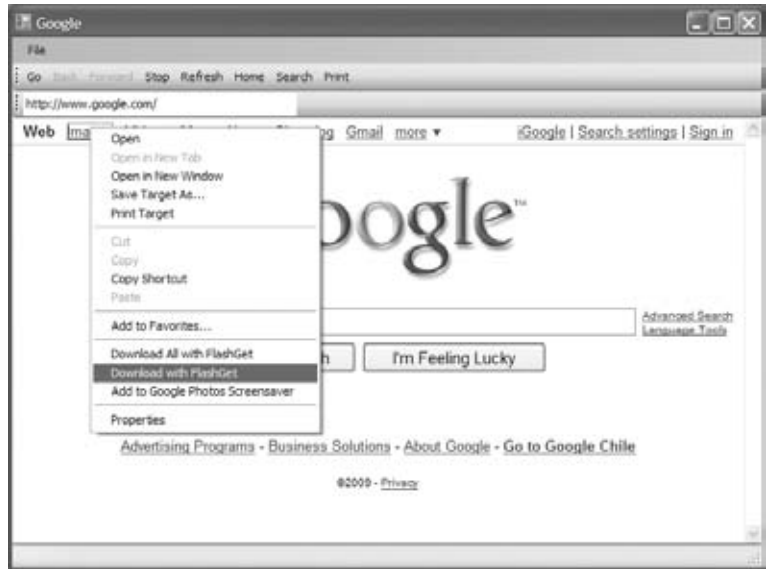 Google
File
Go Back Forward Stop Refresh Home Search Print
http://www.google.com/
Web Gmail more ▼ iGoogle | Search settings | Sign in
Open
Open in New Tab
Open in New Window
Save Target As...
Print Target
Cut
Copy
Copy Shortcut
Paste
Add to Favorites...
Download All with FlashGet
Download with FlashGet
Add to Google Photos Screensaver
Properties
oogle™
Advanced Search
Language Tools
I'm Feeling Lucky
Advertising Programs - Business Solutions - About Google - Go to Google Chile
©2009 - Privacy